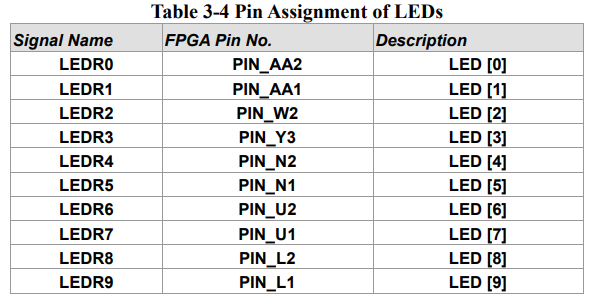 Table 3-4 Pin Assignment of LEDs
Signal Name FPGA Pin No. Description
LEDR0 PIN_AA2 LED [0]
LEDR1 PIN_AA1 LED [1]
LEDR2 PIN_W2 LED [2]
LEDR3 PIN_Y3 LED [3]
LEDR4 PIN_N2 LED [4]
LEDR5 PIN_N1 LED [5]
LEDR6 PIN_U2 LED [6]
LEDR7 PIN_U1 LED [7]
LEDR8 PIN_L2 LED [8]
LEDR9 PIN_L1 LED [9]